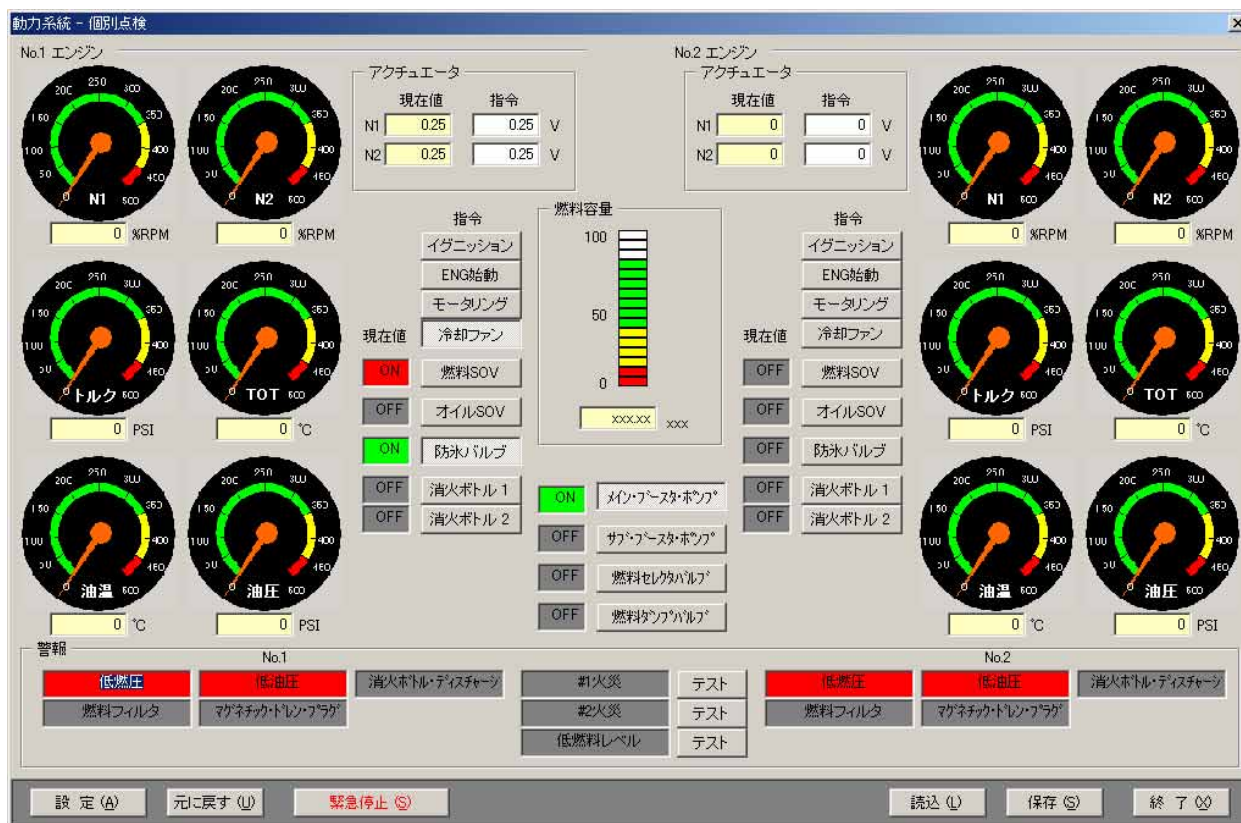 動力系統 - 個別点検
No.1 エンジン
No.2 エンジン
アクチュエータ
現在値 指令
N1 0.25 0.25 V
N2 0.25 0.25 V
アクチュエータ
現在値 指令
N1 0 0 V
N2 0 0 V
N1
0 %RPM
N2
0 %RPM
N1
0 %RPM
N2
0 %RPM
トルク
0 PSI
TOT
0 ℃
トルク
0 PSI
TOT
0 ℃
油温
0 ℃
油圧
0 PSI
油温
0 ℃
油圧
0 PSI
指令
イグニッション
ENG始動
モータリング
現在値 冷却ファン
ON 燃料SOV
OFF オイルSOV
ON 防氷バルブ
OFF 消火ボトル 1
OFF 消火ボトル 2
燃料容量
100
50
0
xxx.xx xxx
ON メイン・ブースタ・ポンプ
OFF サブ・ブースタ・ポンプ
OFF 燃料セレクタバルブ
OFF 燃料ダンプバルブ
指令
イグニッション
ENG始動
モータリング
現在値 冷却ファン
OFF 燃料SOV
OFF オイルSOV
OFF 防氷バルブ
OFF 消火ボトル 1
OFF 消火ボトル 2
警報
No.1 No.2
低燃圧 低油圧 消火ボトル・ディスチャージ #1火災 テスト 低燃圧 低油圧 消火ボトル・ディスチャージ
燃料フィルタ マグネチック・ドレン・プラグ #2火災 テスト 燃料フィルタ マグネチック・ドレン・プラグ
低燃料レベル テスト
設 定 (A) 元に戻す (U) 緊急停止 (S) 読込 (L) 保存 (S) 終 了 (X)